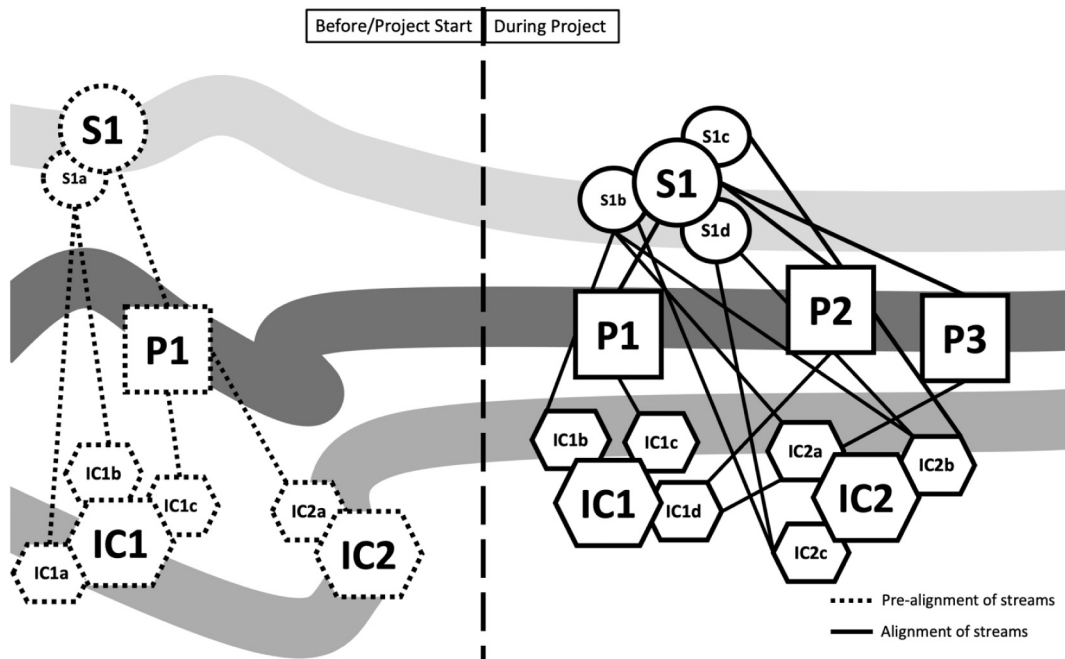 Before/Project Start
During Project
S1
S1a
P1
IC1b
IC1c
IC1
IC1a
IC2a
IC2
S1c
S1
S1b
S1d
P1
P2
P3
IC1b
IC1c
IC1
IC1d
IC2a
IC2b
IC2
IC2c
Pre-alignment of streams
Alignment of streams